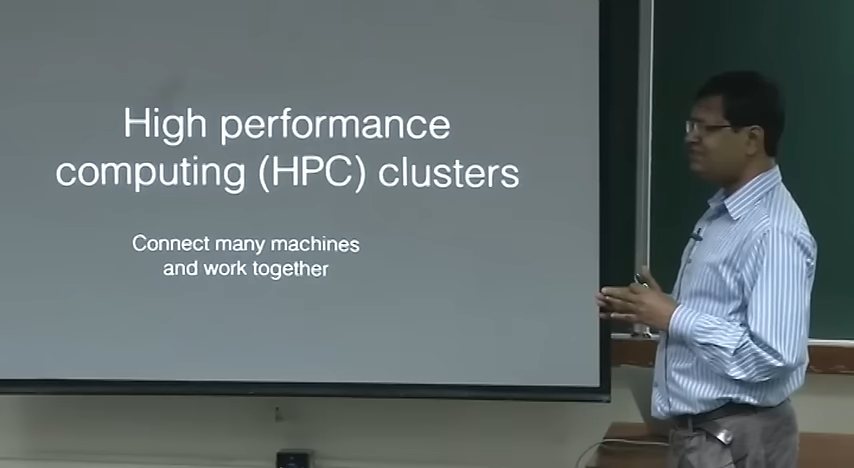 High performance
computing (HPC) clusters
Connect many machines
and work together